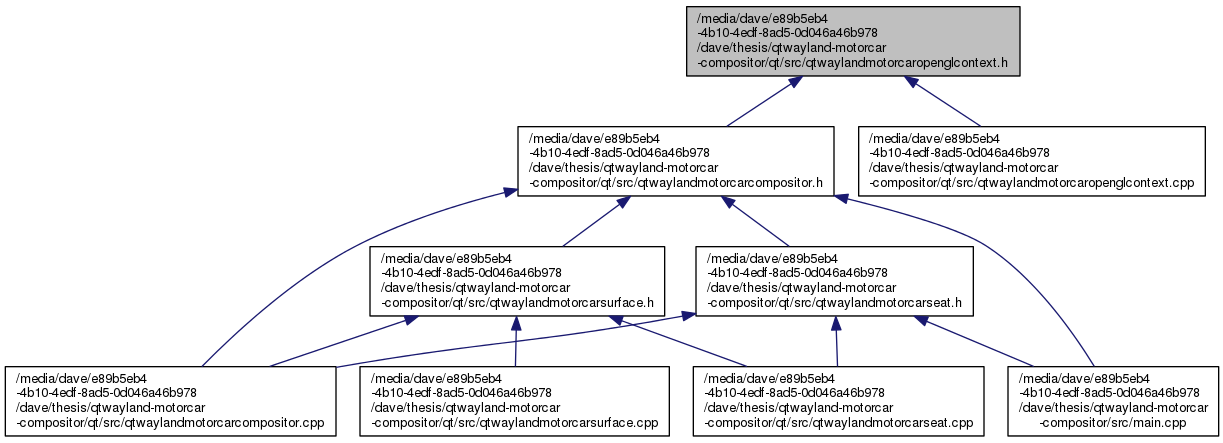 /media/dave/e89b5eb4
-4b10-4edf-8ad5-0d046a46b978
/dave/thesis/qtwayland-motorcar
-compositor/qt/src/qtwaylandmotorcaropenglcontext.h
/media/dave/e89b5eb4
-4b10-4edf-8ad5-0d046a46b978
/dave/thesis/qtwayland-motorcar
-compositor/qt/src/qtwaylandmotorcarcompositor.h
/media/dave/e89b5eb4
-4b10-4edf-8ad5-0d046a46b978
/dave/thesis/qtwayland-motorcar
-compositor/qt/src/qtwaylandmotorcaropenglcontext.cpp
/media/dave/e89b5eb4
-4b10-4edf-8ad5-0d046a46b978
/dave/thesis/qtwayland-motorcar
-compositor/qt/src/qtwaylandmotorcarsurface.h
/media/dave/e89b5eb4
-4b10-4edf-8ad5-0d046a46b978
/dave/thesis/qtwayland-motorcar
-compositor/qt/src/qtwaylandmotorcarseat.h
/media/dave/e89b5eb4
-4b10-4edf-8ad5-0d046a46b978
/dave/thesis/qtwayland-motorcar
-compositor/qt/src/qtwaylandmotorcarcompositor.cpp
/media/dave/e89b5eb4
-4b10-4edf-8ad5-0d046a46b978
/dave/thesis/qtwayland-motorcar
-compositor/qt/src/qtwaylandmotorcarsurface.cpp
/media/dave/e89b5eb4
-4b10-4edf-8ad5-0d046a46b978
/dave/thesis/qtwayland-motorcar
-compositor/qt/src/qtwaylandmotorcarseat.cpp
/media/dave/e89b5eb4
-4b10-4edf-8ad5-0d046a46b978
/dave/thesis/qtwayland-motorcar
-compositor/src/main.cpp